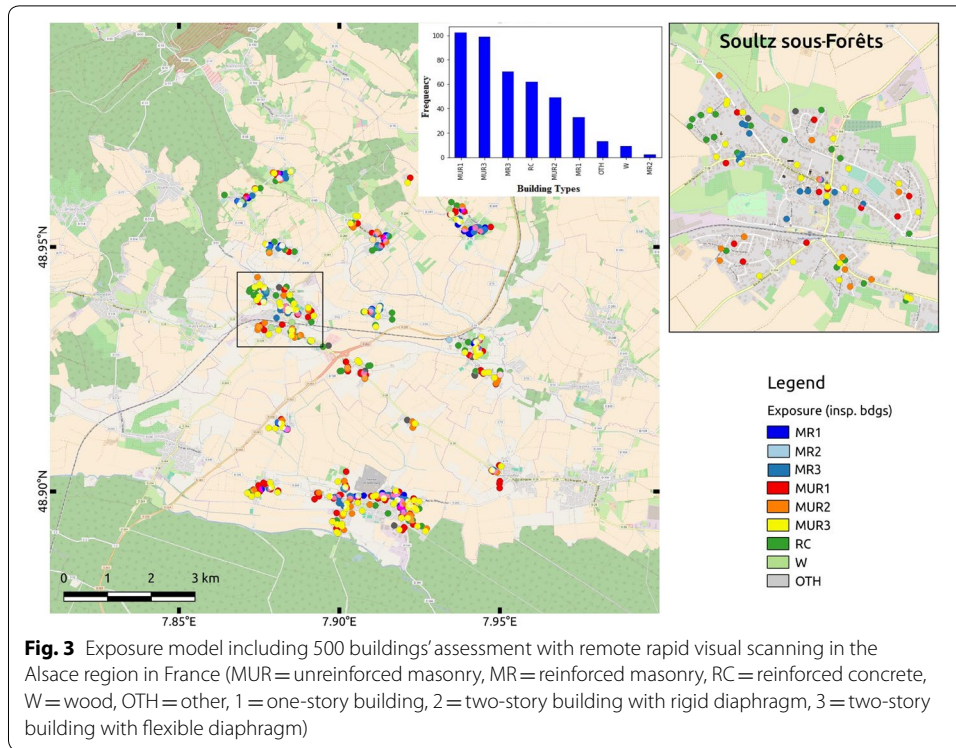 100
80
60
40
20
0
Frequency
MUR1
MUR3
MR3
RC
MUR2
MR1
OTH
W
MR2
Building Types
Soultz sous-Forêts
48.95°N
48.90°N
0 1 2 3 km
7.85°E 7.90°E 7.95°E
Legend
Exposure (insp. bdgs)
MR1
MR2
MR3
MUR1
MUR2
MUR3
RC
W
OTH
Fig. 3 Exposure model including 500 buildings’ assessment with remote rapid visual scanning in the
Alsace region in France (MUR = unreinforced masonry, MR = reinforced masonry, RC = reinforced concrete,
W = wood, OTH = other, 1 = one-story building, 2 = two-story building with rigid diaphragm, 3 = two-story
building with flexible diaphragm)